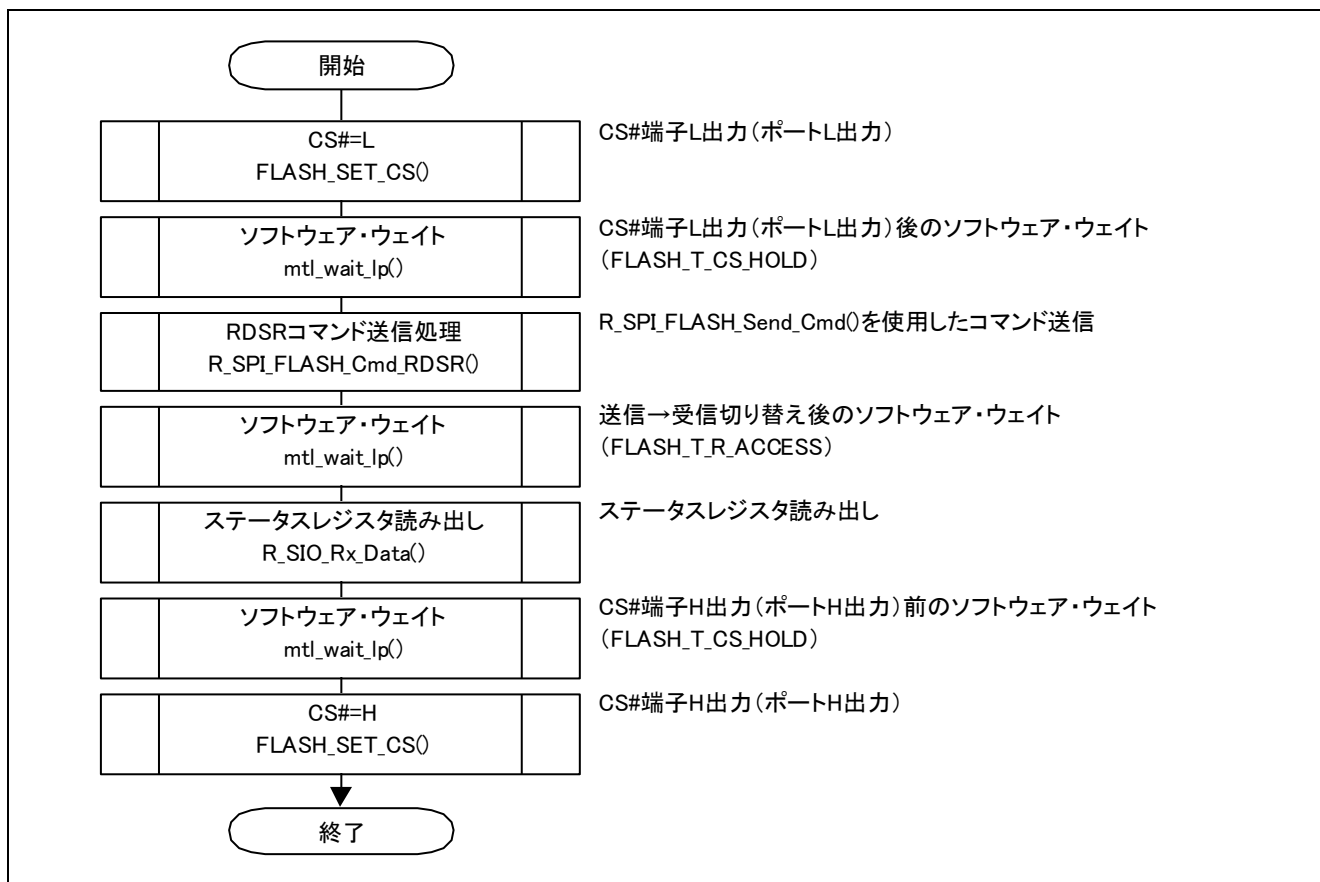 開始
CS#=L
FLASH_SET_CS()
CS#端子L出力(ポートL出力)
ソフトウェア・ウェイト
mtl_wait_lp()
CS#端子L出力(ポートL出力)後のソフトウェア・ウェイト
(FLASH_T_CS_HOLD)
RDSRコマンド送信処理
R_SPI_FLASH_Cmd_RDSR()
R_SPI_FLASH_Send_Cmd()を使用したコマンド送信
ソフトウェア・ウェイト
mtl_wait_lp()
送信→受信切り替え後のソフトウェア・ウェイト
(FLASH_T_R_ACCESS)
ステータスレジスタ読み出し
R_SIO_Rx_Data()
ステータスレジスタ読み出し
ソフトウェア・ウェイト
mtl_wait_lp()
CS#端子H出力(ポートH出力)前のソフトウェア・ウェイト
(FLASH_T_CS_HOLD)
CS#=H
FLASH_SET_CS()
CS#端子H出力(ポートH出力)
終了